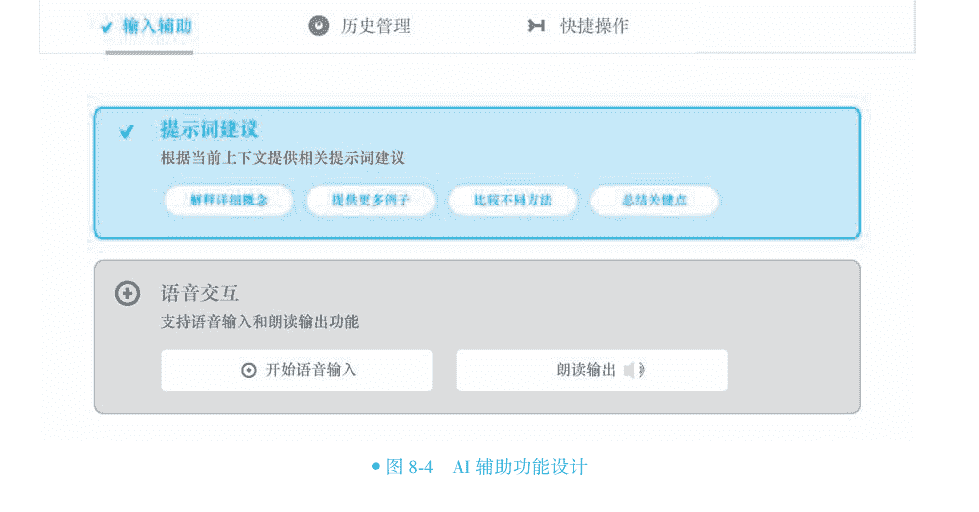 输入辅助 历史管理 快捷操作
提示词建议
根据当前上下文提供相关提示词建议
解释详细概念 提供更多例子 比较不同方法 总结关键点
语音交互
支持语音输入和朗读输出功能
开始语音输入 朗读输出
图 8-4 AI 辅助功能设计